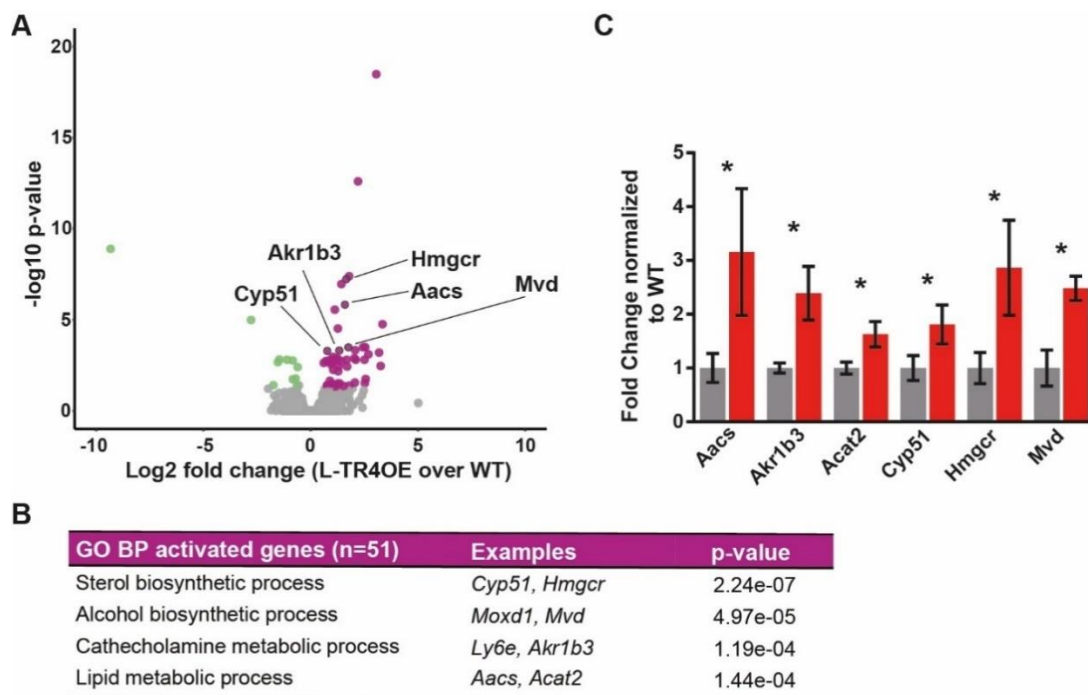 A
20
15
10
5
0
-log10 p-value
-10
-5
0
5
10
Log2 fold change (L-TR4OE over WT)
Akr1b3
Hmgcr
Cyp51
Aacs
Mvd
C
5
4
3
2
1
0
Fold Change normalized
to WT
* * * * * *
Aacs
Akr1b3
Acat2
Cyp51
Hmgcr
Mvd
B
GO BP activated genes (n=51) Examples p-value
Sterol biosynthetic process Cyp51, Hmgcr 2.24e-07
Alcohol biosynthetic process Moxd1, Mvd 4.97e-05
Cathecholamine metabolic process Ly6e, Akr1b3 1.19e-04
Lipid metabolic process Aacs, Acat2 1.44e-04